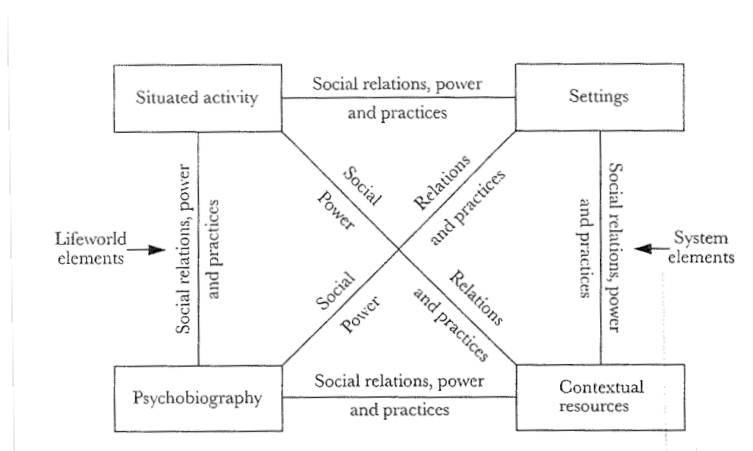 Situated activity
Social relations, power
and practices
Settings
Social
Power
Relations
and practices
Social relations, power
and practices
Social relations, power
and practices
Lifeworld
elements
System
elements
Social
Power
Relations
and practices
Psychobiography
Social relations, power
and practices
Contextual
resources